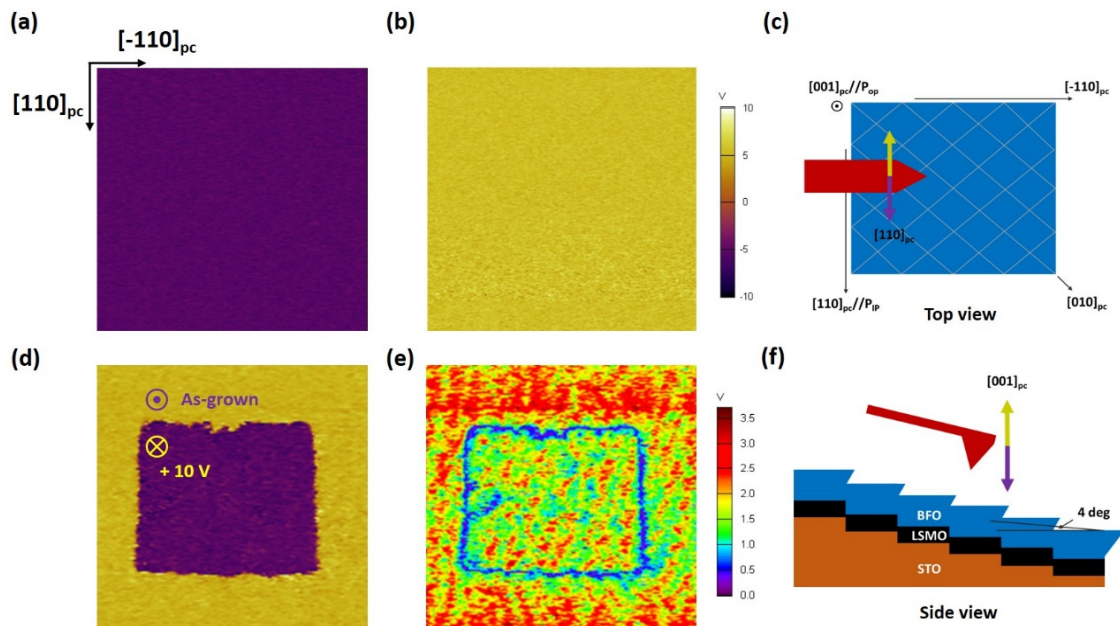 (a)
[-110]pc
[110]pc
(b)
V
10
5
0
-5
-10
(c)
[001]pc//Pop
[-110]pc
[110]pc
[110]pc//PIP
[010]pc
Top view
(d)
As-grown
+ 10 V
(e)
V
3.5
3.0
2.5
2.0
1.5
1.0
0.5
0.0
(f)
[001]pc
4 deg
BFO
LSMO
STO
Side view